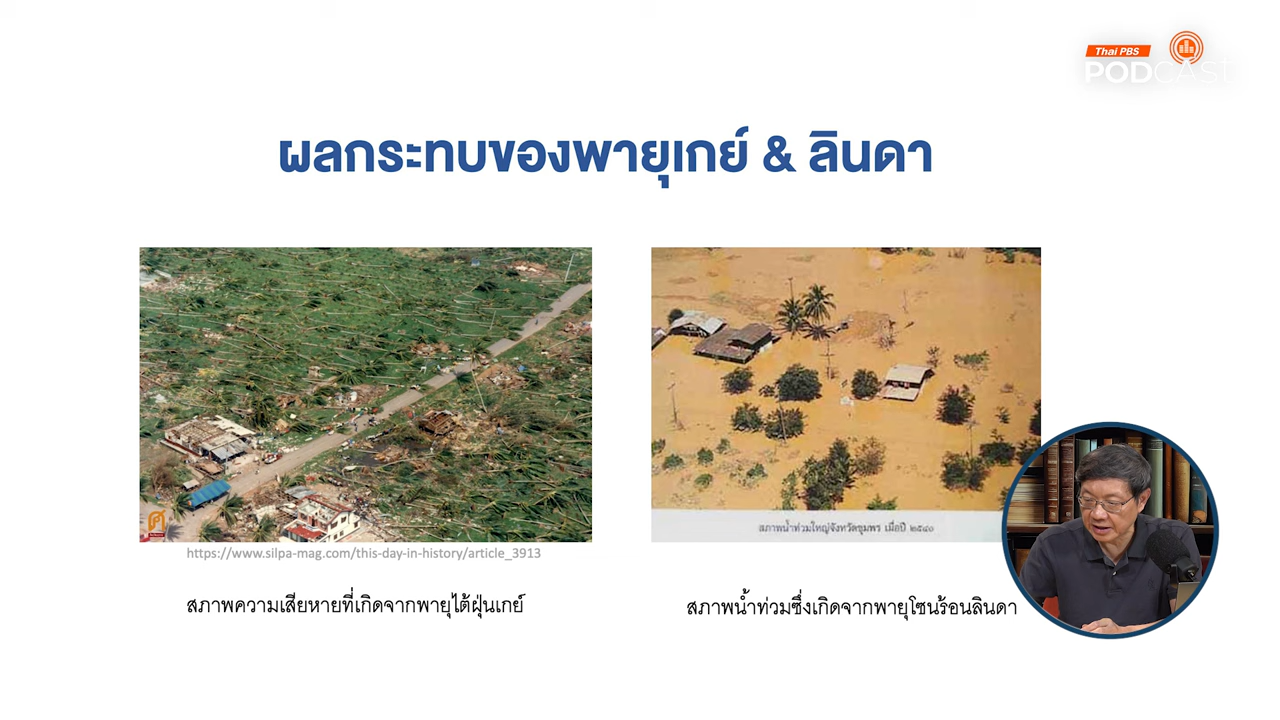 Thai PBS
PODCAST
ผลกระทบของพายุเกย์ & ลินดา
สภาพน้ำท่วมใหญ่จังหวัดชุมพร เมื่อปี ๒๕๔๐
https://www.silpa-mag.com/this-day-in-history/article_3913
สภาพความเสียหายที่เกิดจากพายุไต้ฝุ่นเกย์
สภาพน้ำท่วมซึ่งเกิดจากพายุโซนร้อนลินดา